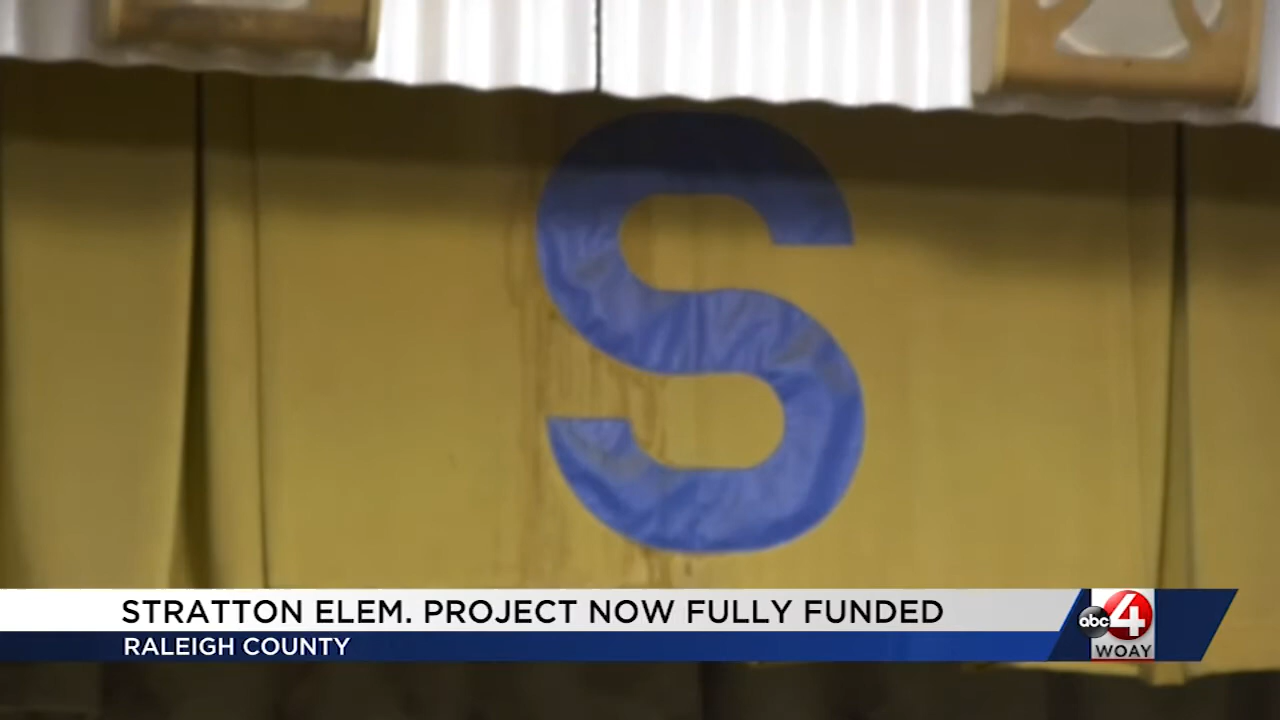 S
STRATTON ELEM. PROJECT NOW FULLY FUNDED
RALEIGH COUNTY
abc 4
WOAY